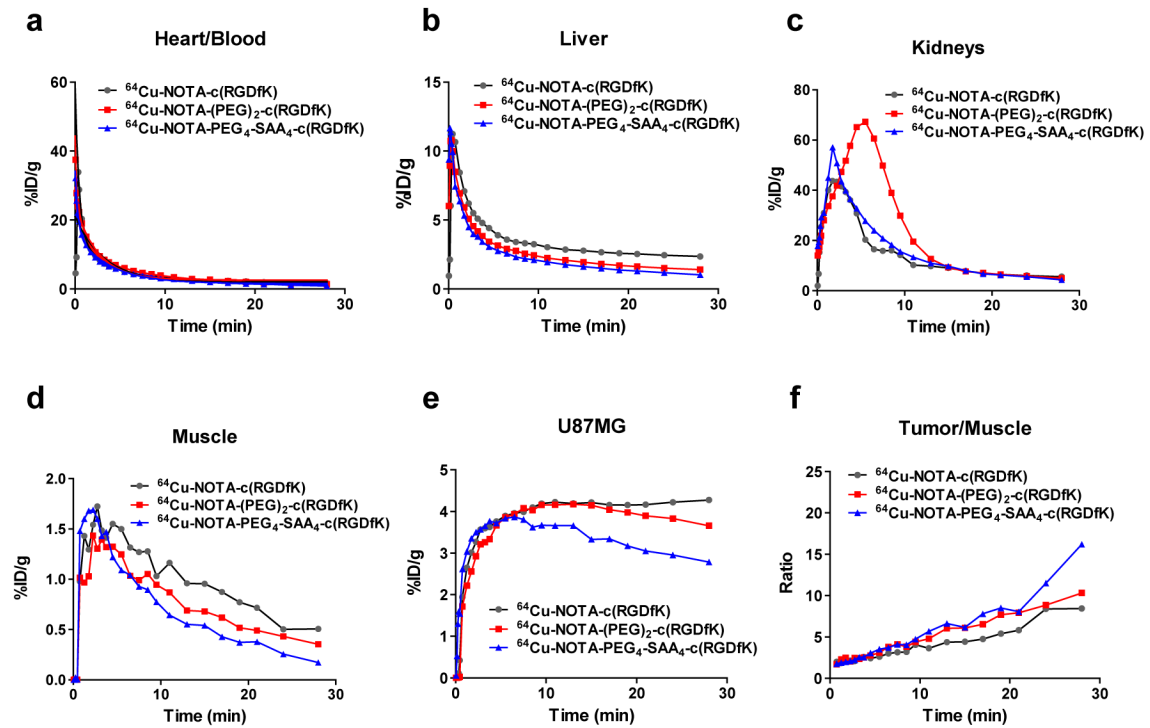 a
Heart/Blood
%ID/g
60
40
20
0
0 10 20 30
Time (min)
⁶⁴Cu-NOTA-c(RGDfK)
⁶⁴Cu-NOTA-(PEG)₂-c(RGDfK)
⁶⁴Cu-NOTA-PEG₄-SAA₄-c(RGDfK)
b
Liver
%ID/g
15
10
5
0
0 10 20 30
Time (min)
⁶⁴Cu-NOTA-c(RGDfK)
⁶⁴Cu-NOTA-(PEG)₂-c(RGDfK)
⁶⁴Cu-NOTA-PEG₄-SAA₄-c(RGDfK)
c
Kidneys
%ID/g
80
60
40
20
0
0 10 20 30
Time (min)
⁶⁴Cu-NOTA-c(RGDfK)
⁶⁴Cu-NOTA-(PEG)₂-c(RGDfK)
⁶⁴Cu-NOTA-PEG₄-SAA₄-c(RGDfK)
d
Muscle
%ID/g
2.0
1.5
1.0
0.5
0.0
0 10 20 30
Time (min)
⁶⁴Cu-NOTA-c(RGDfK)
⁶⁴Cu-NOTA-(PEG)₂-c(RGDfK)
⁶⁴Cu-NOTA-PEG₄-SAA₄-c(RGDfK)
e
U87MG
%ID/g
5
4
3
2
1
0
0 10 20 30
Time (min)
⁶⁴Cu-NOTA-c(RGDfK)
⁶⁴Cu-NOTA-(PEG)₂-c(RGDfK)
⁶⁴Cu-NOTA-PEG₄-SAA₄-c(RGDfK)
f
Tumor/Muscle
Ratio
25
20
15
10
5
0
0 10 20 30
Time (min)
⁶⁴Cu-NOTA-c(RGDfK)
⁶⁴Cu-NOTA-(PEG)₂-c(RGDfK)
⁶⁴Cu-NOTA-PEG₄-SAA₄-c(RGDfK)